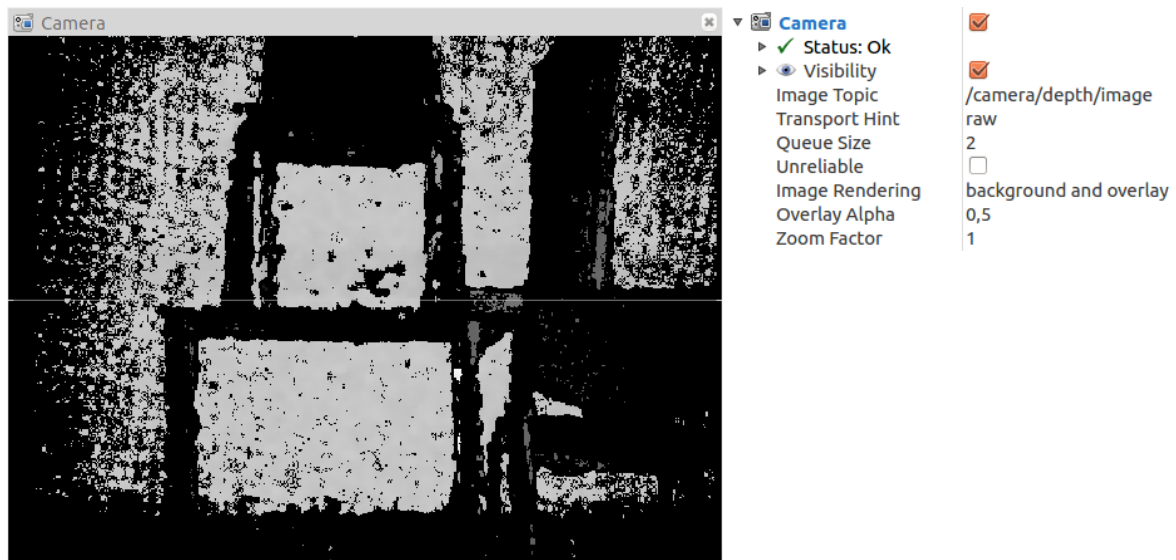 Camera
Camera
Status: Ok
Visibility
Image Topic /camera/depth/image
Transport Hint raw
Queue Size 2
Unreliable
Image Rendering background and overlay
Overlay Alpha 0,5
Zoom Factor 1